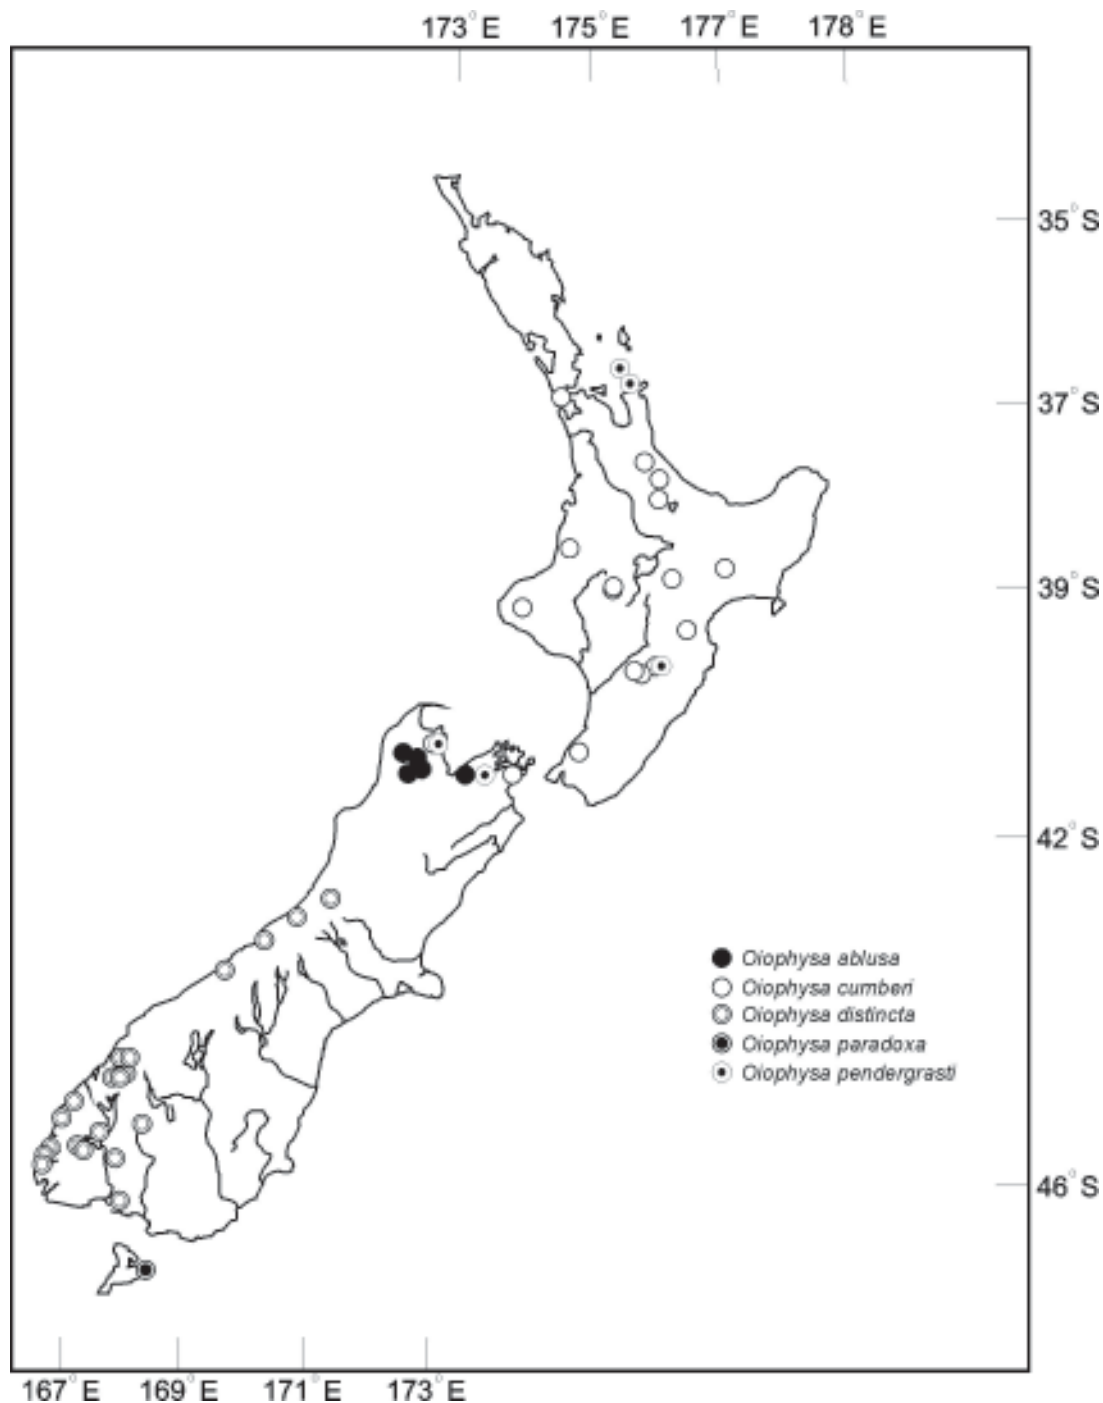 173°E 175°E 177°E 178°E
35°S
37°S
39°S
42°S
Oiophysa ablusa
Oiophysa cumberi
Oiophysa distincta
Oiophysa paradoxa
Oiophysa pendergrasti
46°S
167°E 169°E 171°E 173°E